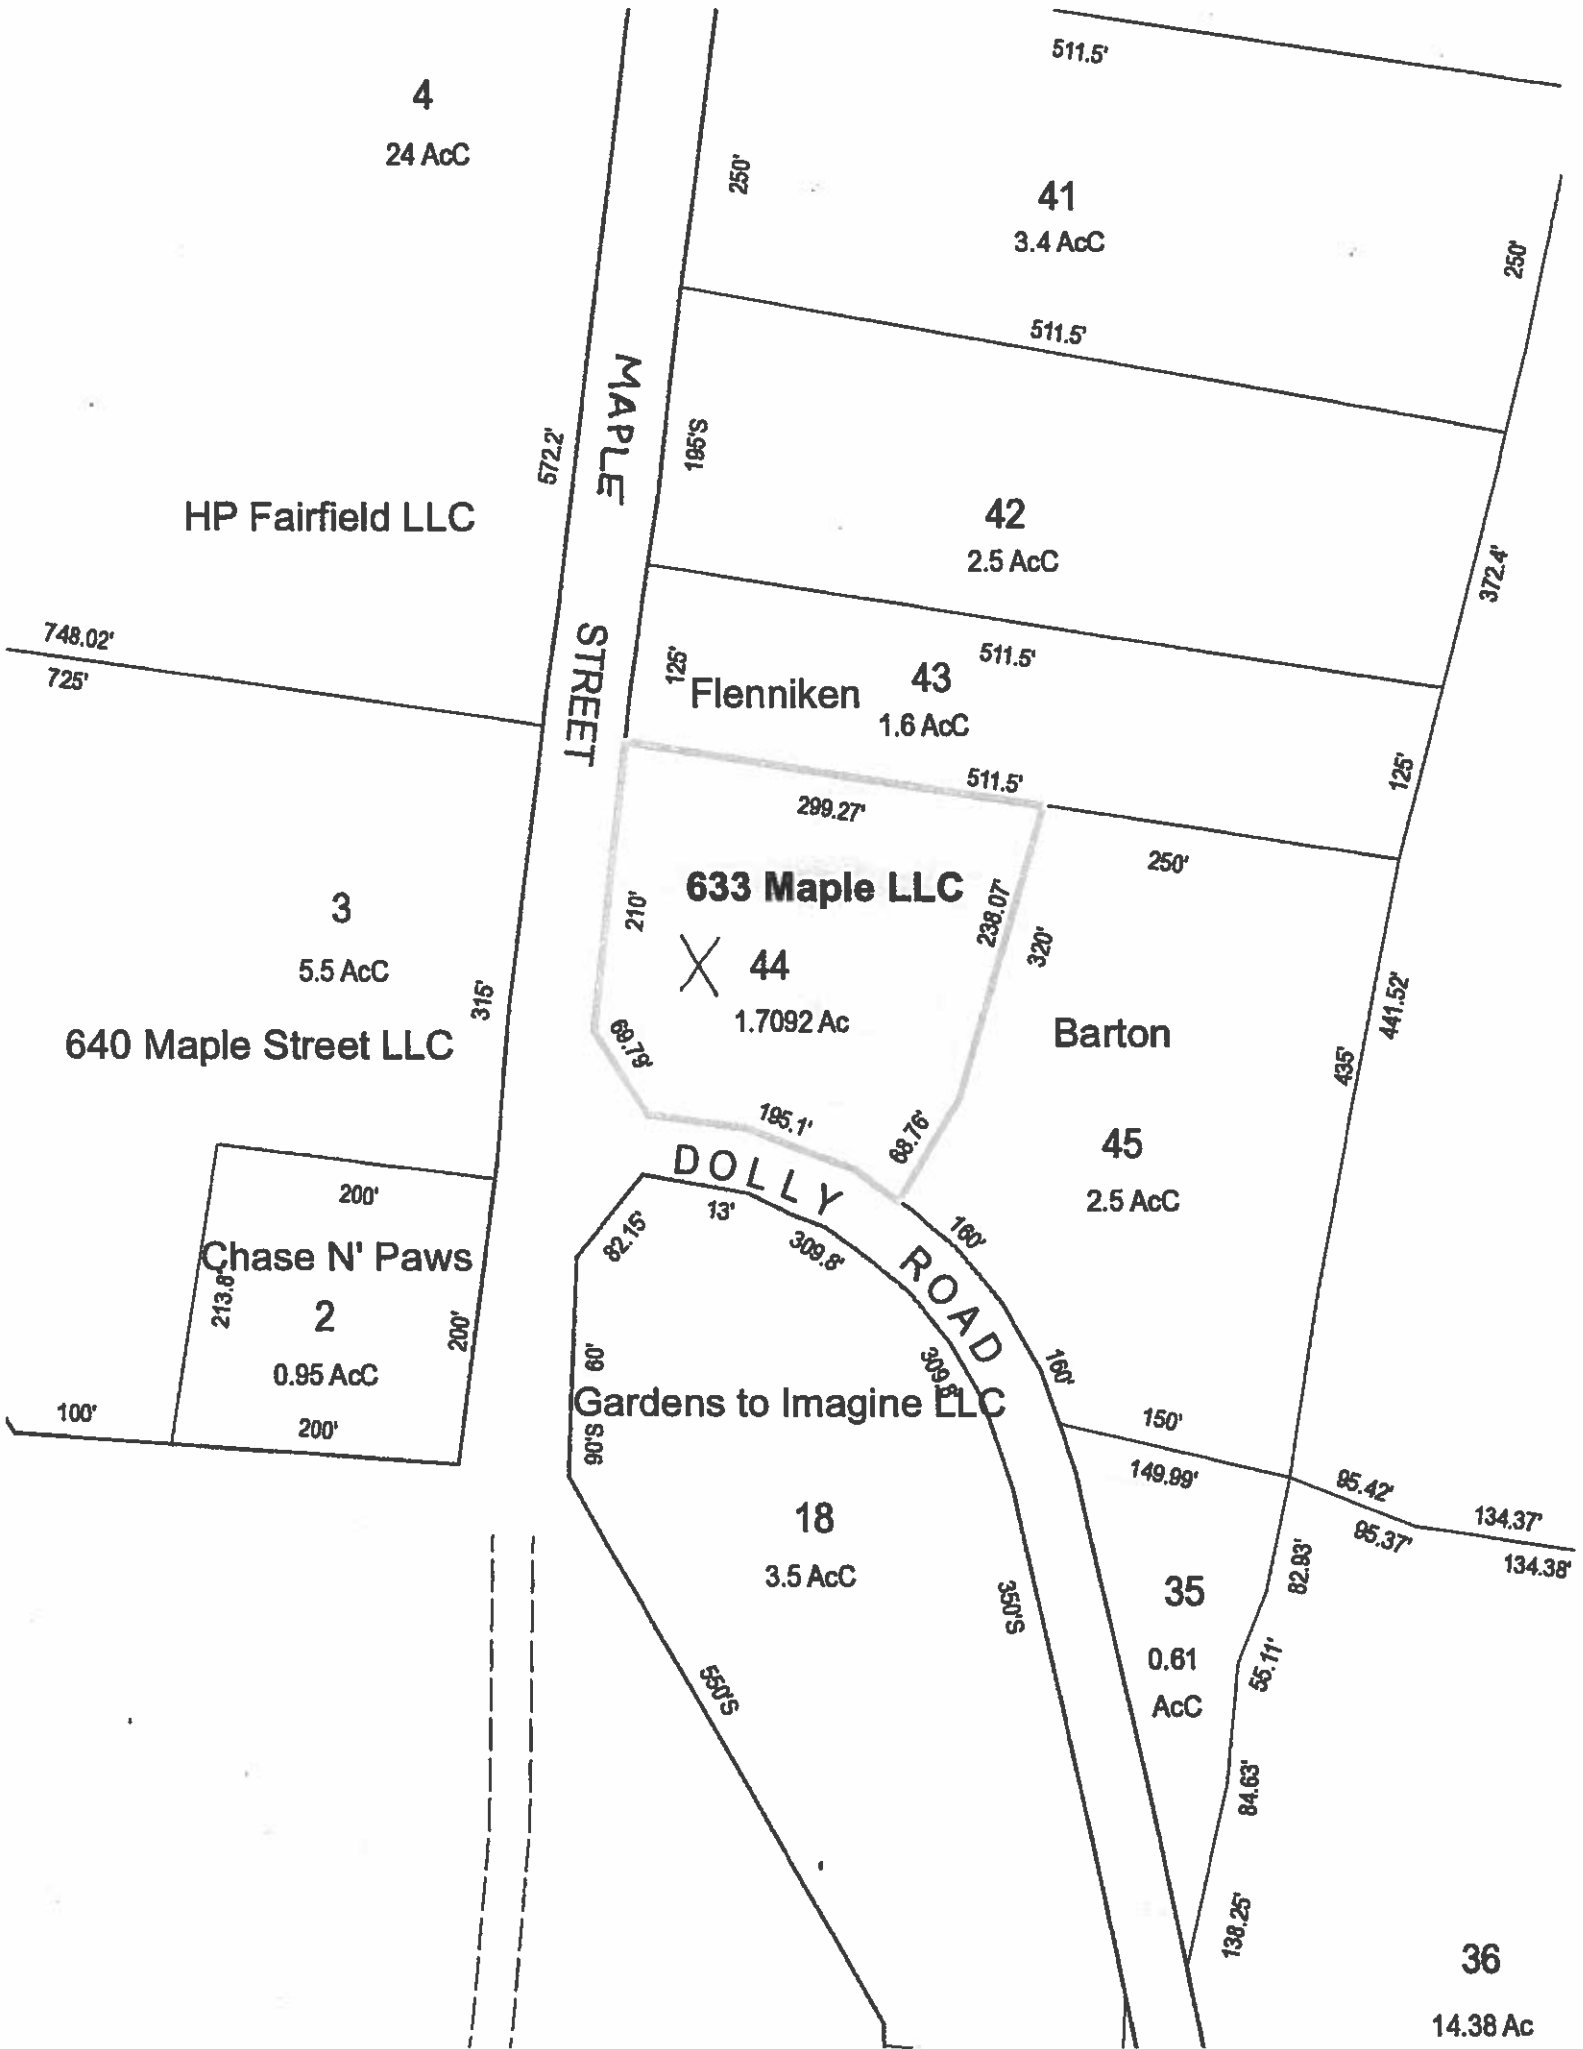 511.5'
4
24 AcC
250'
41
3.4 AcC
250'
511.5'
MAPLE
572.2'
195'S
HP Fairfield LLC
42
2.5 AcC
372.4'
748.02'
725'
STREET
125'
Flenniken
43
511.5'
1.6 AcC
511.5'
125'
299.27'
250'
633 Maple LLC
3
210'
238.07'
320'
5.5 AcC
44
315'
1.7092 Ac
441.52'
640 Maple Street LLC
69.79'
Barton
435'
195.1'
68.76'
45
2.5 AcC
DOLLY
200'
13'
82.15'
309.8'
160'
Chase N' Paws
213.8'
2
200'
ROAD
0.95 AcC
60'
309.8'
160'
Gardens to Imagine LLC
100'
200'
90'S
150'
149.99'
95.42'
95.37'
134.37'
134.38'
18
3.5 AcC
82.93'
35
350'S
0.61
AcC
55.11'
550'S
84.63'
138.25'
36
14.38 Ac